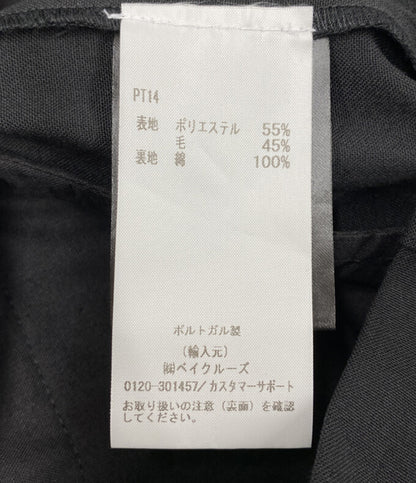 PT14
表地 ポリエステル 55%
毛 45%
裏地 綿 100%
ポルトガル製
(輸入元)
㈱ベイクルーズ
0120-301457/カスタマーサポート
お取り扱いの注意(裏面)を確認
してください。